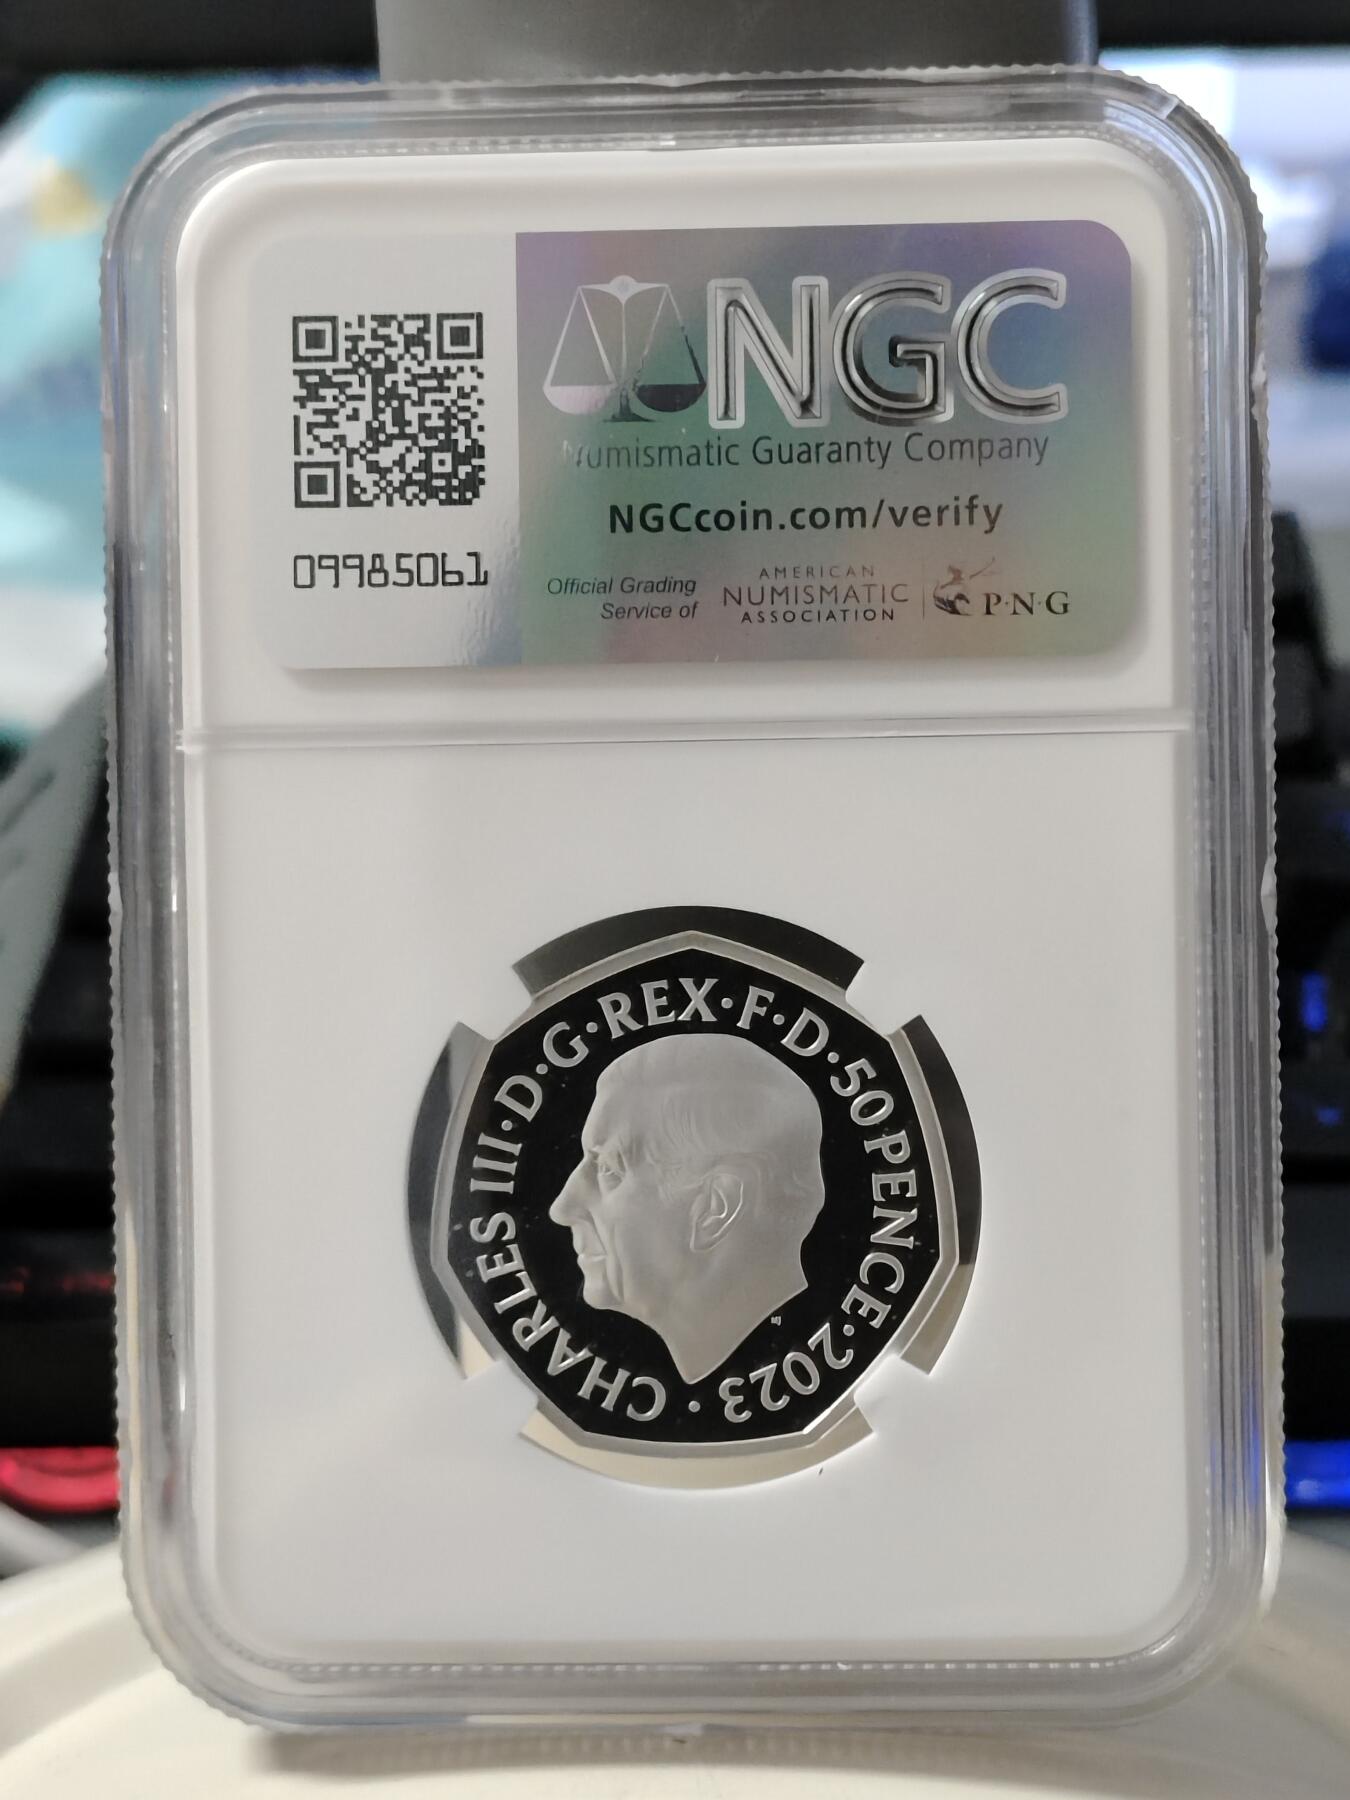 NGC
Numismatic Guaranty Company
NGCcoin.com/verify
09985061
Official Grading
Service of
AMERICAN
NUMISMATIC
ASSOCIATION
P·N·G
CHARLES III·D·G·REX·F·D·50 PENCE·2023·